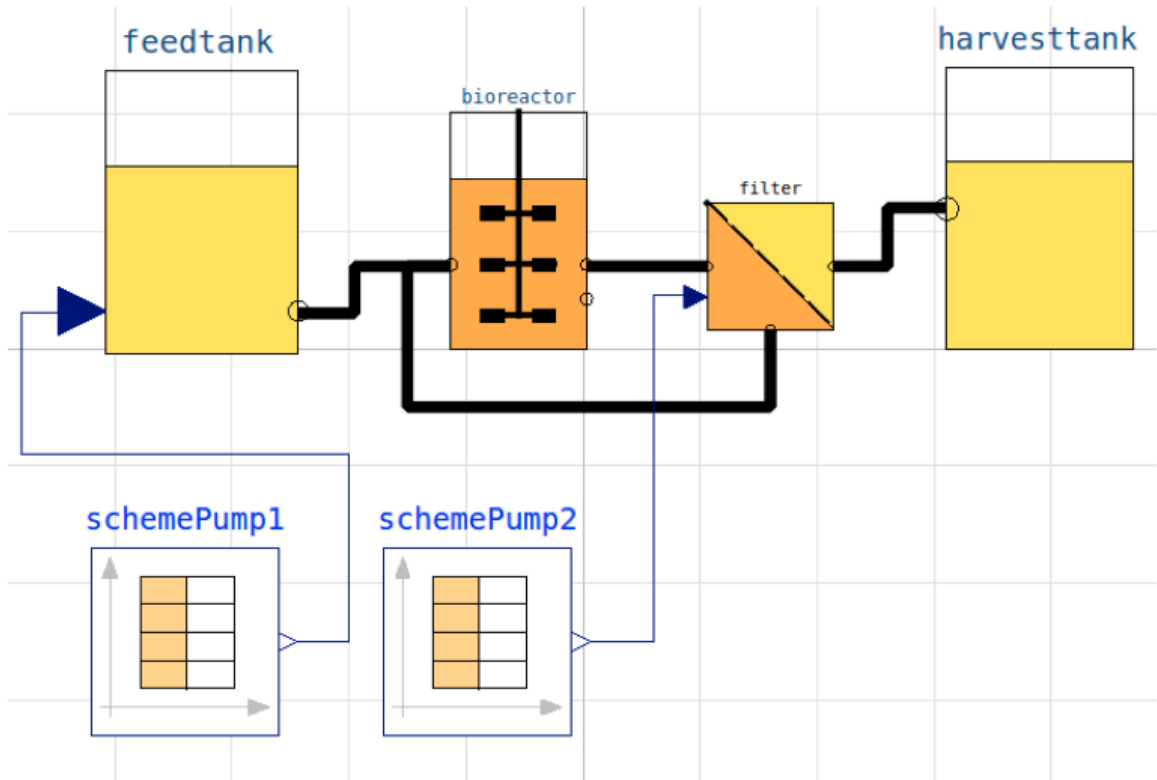 feedtank
harvesttank
bioreactor
filter
schemePump1
schemePump2